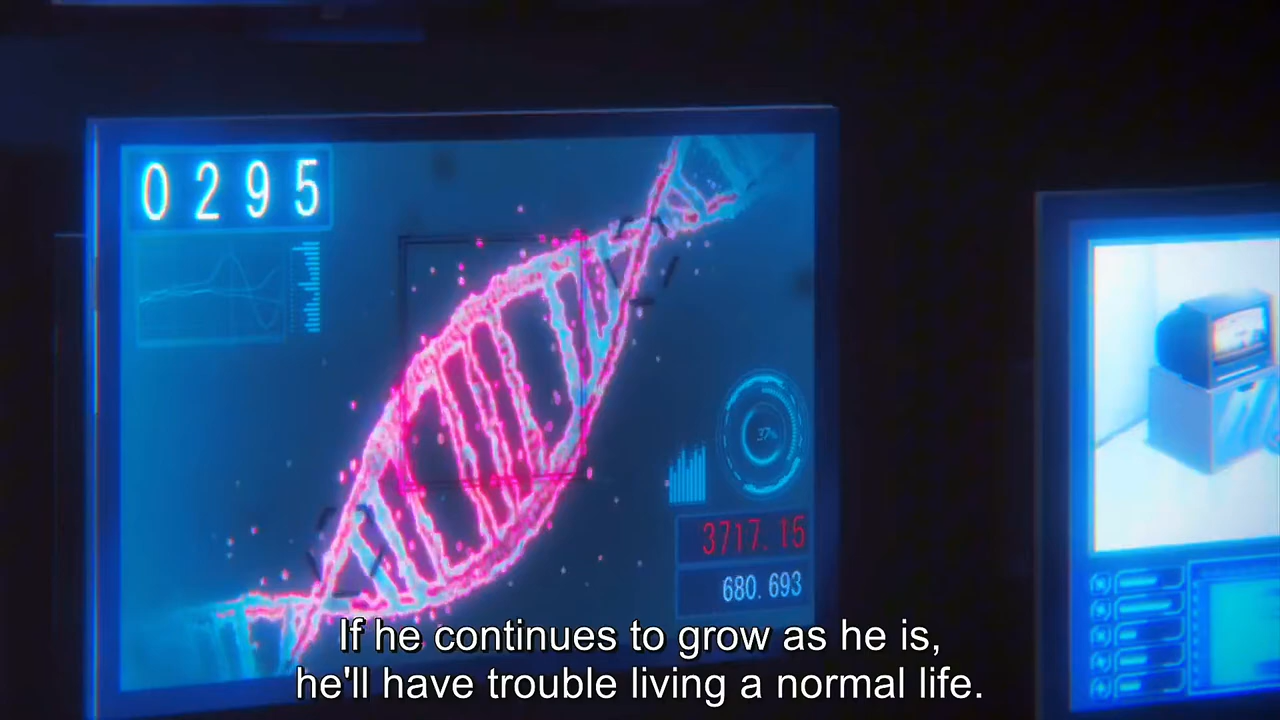 0295
37%
3717.15
680.693
If he continues to grow as he is,
he'll have trouble living a normal life.